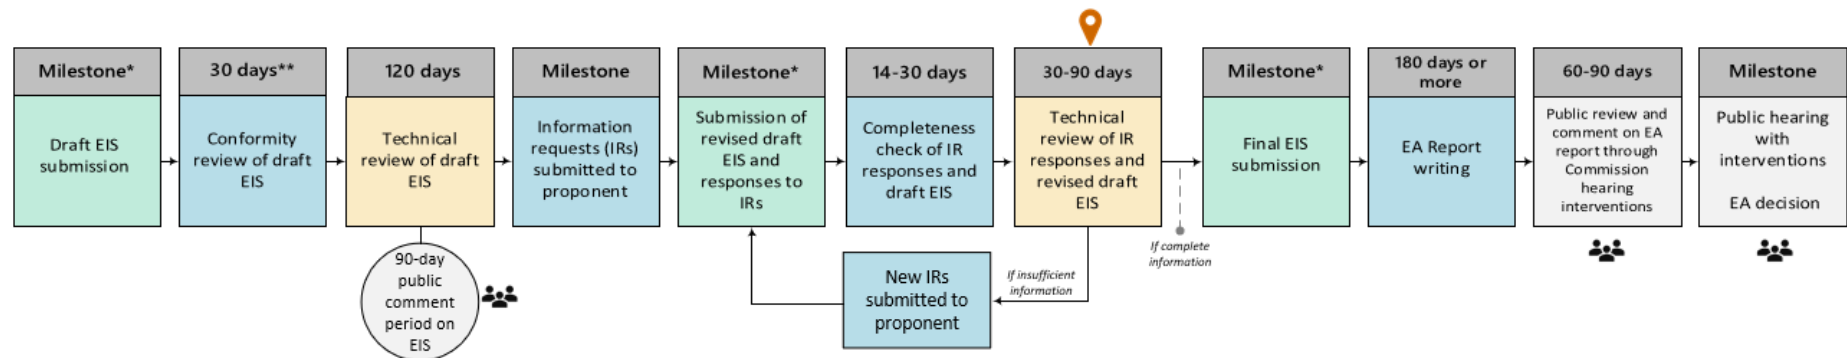 Milestone*
Draft EIS
submission
30 days**
Conformity
review of draft
EIS
120 days
Technical
review of draft
EIS
90-day
public
comment
period on
EIS
Milestone
Information
requests (IRs)
submitted to
proponent
Milestone*
Submission of
revised draft
EIS and
responses to
IRs
14-30 days
Completeness
check of IR
responses and
draft EIS
30-90 days
Technical
review of IR
responses and
revised draft
EIS
If insufficient
information
New IRs
submitted to
proponent
If complete
information
Milestone*
Final EIS
submission
180 days or
more
EA Report
writing
60-90 days
Public review and
comment on EA
report through
Commission
hearing
interventions
Milestone
Public hearing
with
interventions
EA decision